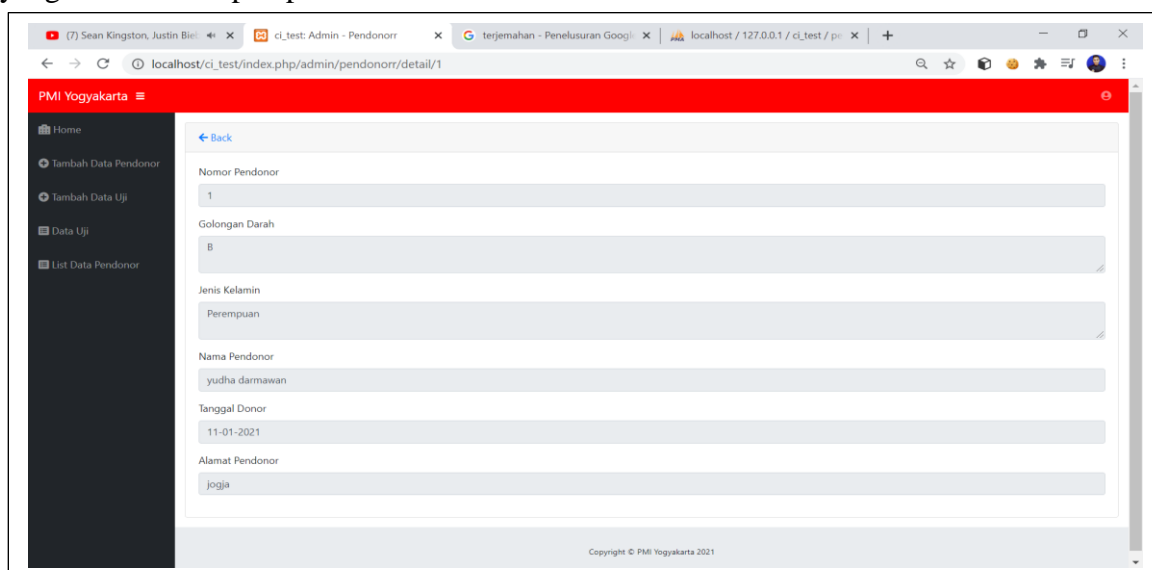 (7) Sean Kingston, Justin Bieb
ci_test: Admin - Pendonorr
terjemahan - Penelusuran Google
localhost / 127.0.0.1 / ci_test / pe
localhost/ci_test/index.php/admin/pendonorr/detail/1
PMI Yogyakarta
Home
Tambah Data Pendonor
Tambah Data Uji
Data Uji
List Data Pendonor
Back
Nomor Pendonor
1
Golongan Darah
B
Jenis Kelamin
Perempuan
Nama Pendonor
yudha darmawan
Tanggal Donor
11-01-2021
Alamat Pendonor
jogja
Copyright © PMI Yogyakarta 2021